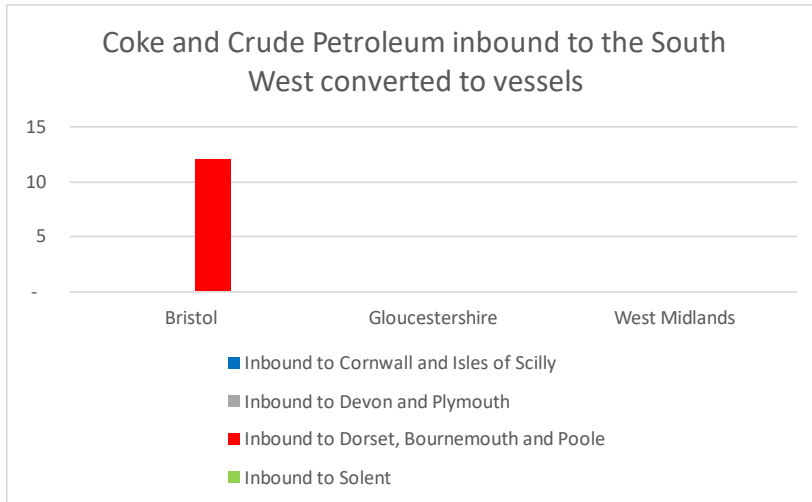 Coke and Crude Petroleum inbound to the South
West converted to vessels
15
10
5
-
Bristol
Gloucestershire
West Midlands
Inbound to Cornwall and Isles of Scilly
Inbound to Devon and Plymouth
Inbound to Dorset, Bournemouth and Poole
Inbound to Solent